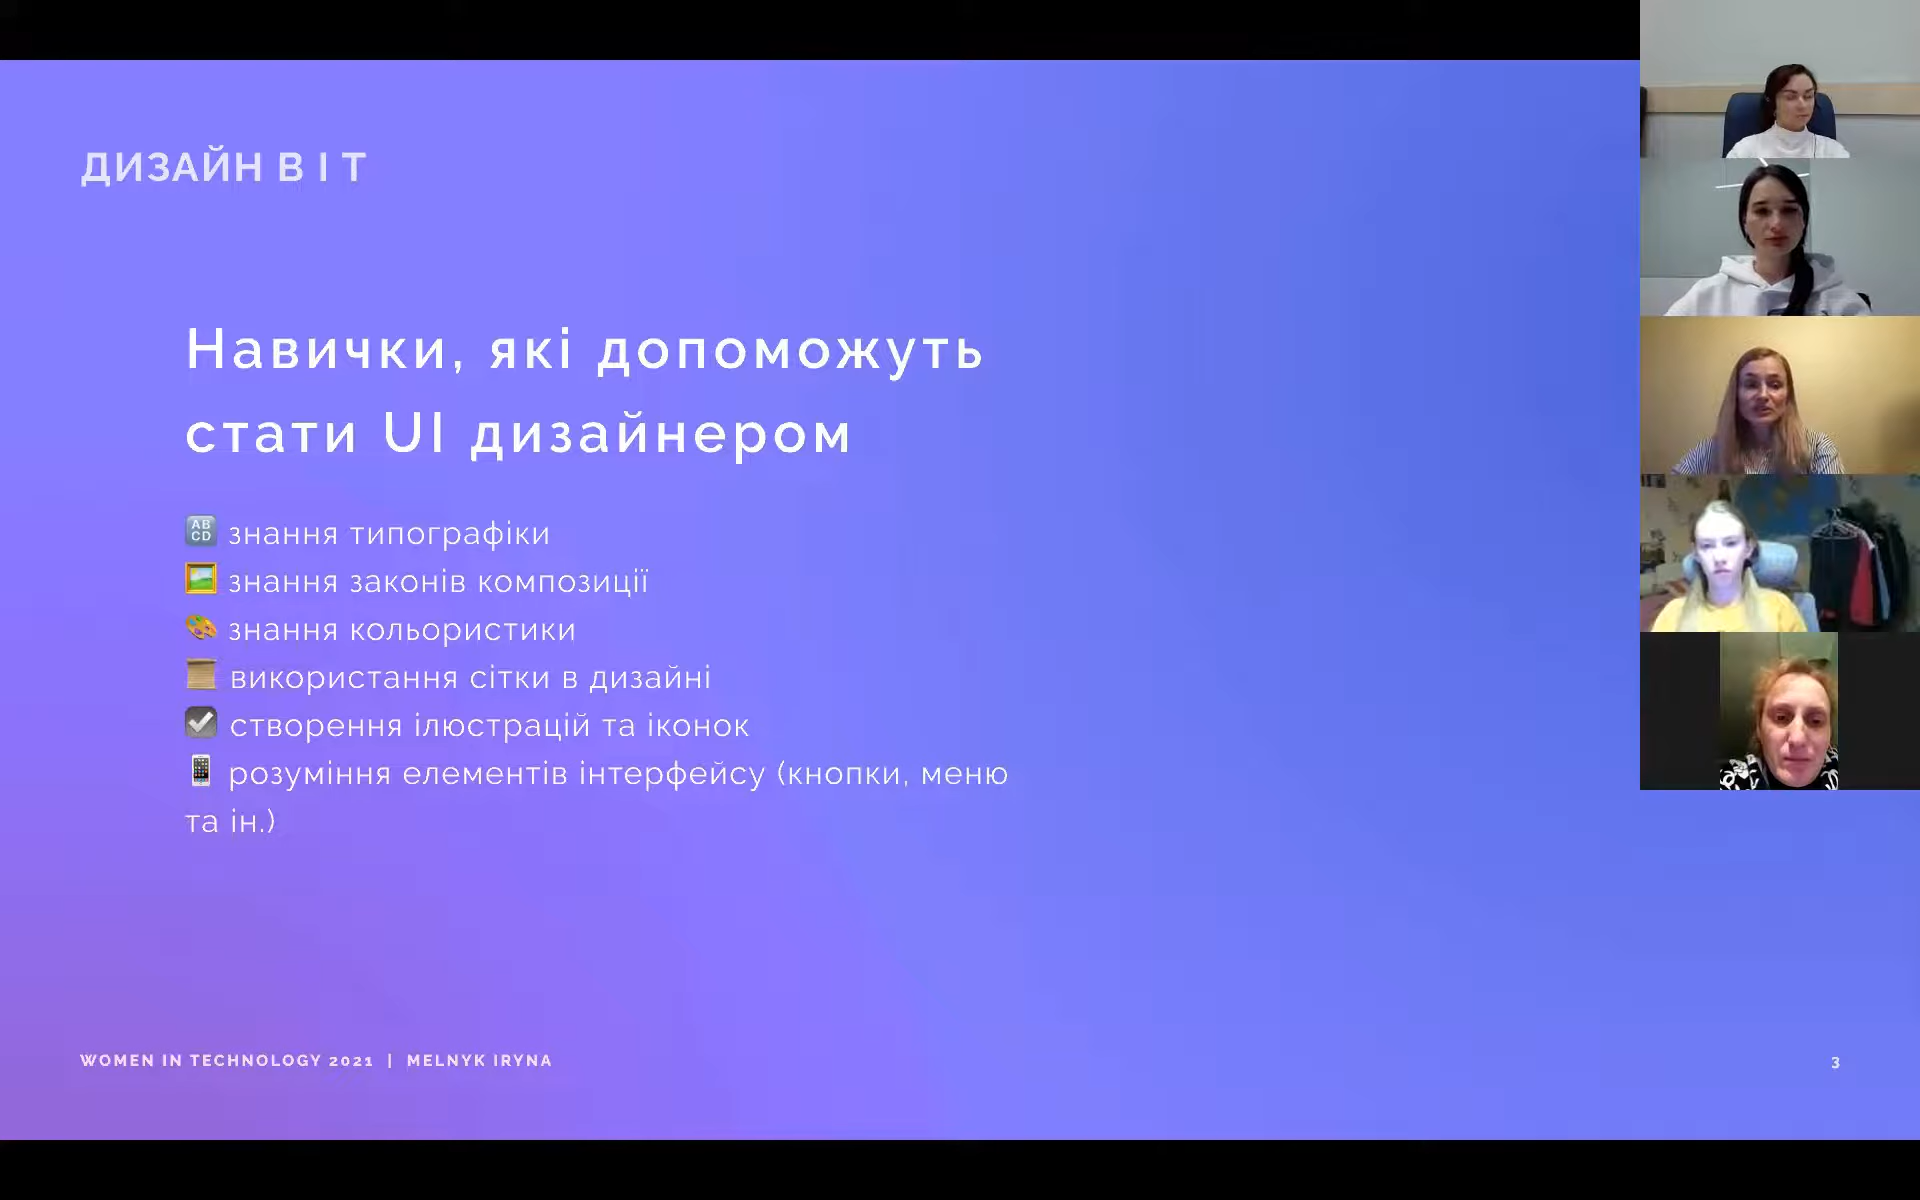 ДИЗАЙН В І Т
Навички, які допоможуть
стати UI дизайнером
🔠 знання типографіки
🖼️ знання законів композиції
🎨 знання кольористики
📜 використання сітки в дизайні
☑️ створення ілюстрацій та іконок
📱 розуміння елементів інтерфейсу (кнопки, меню
та ін.)
WOMEN IN TECHNOLOGY 2021 | MELNYK IRYNA
3